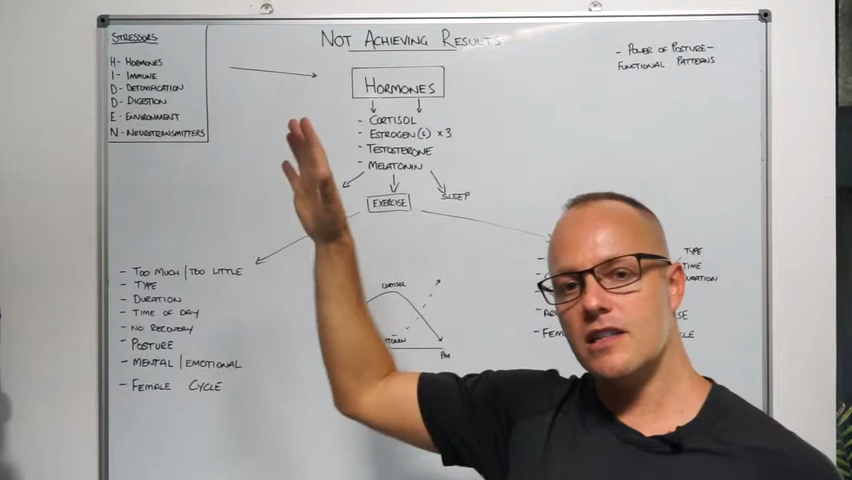 STRESSORS
H- HORMONES
I - IMMUNE
D- DETOXIFICATION
D- DIGESTION
E - ENVIRONMENT
N - NEUROTRANSMITTERS
NOT ACHIEVING RESULTS
HORMONES
- CORTISOL
- ESTROGEN(S) x 3
- TESTOSTERONE
- MELATONIN
EXERCISE
SLEEP
- POWER OF POSTURE -
FUNCTIONAL PATTERNS
- TOO MUCH / TOO LITTLE
- TYPE
- DURATION
- TIME OF DAY
- NO RECOVERY
- POSTURE
- MENTAL / EMOTIONAL
- FEMALE CYCLE
CORTISOL
PM
TYPE
TIME
DURATION